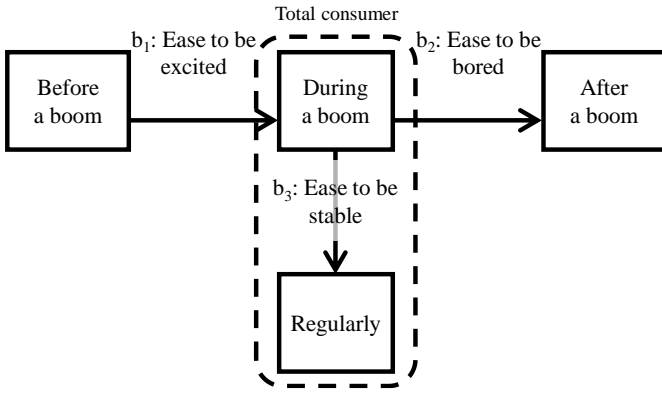 Total consumer
b₁: Ease to be
excited
b₂: Ease to be
bored
Before
a boom
During
a boom
After
a boom
b₃: Ease to be
stable
Regularly